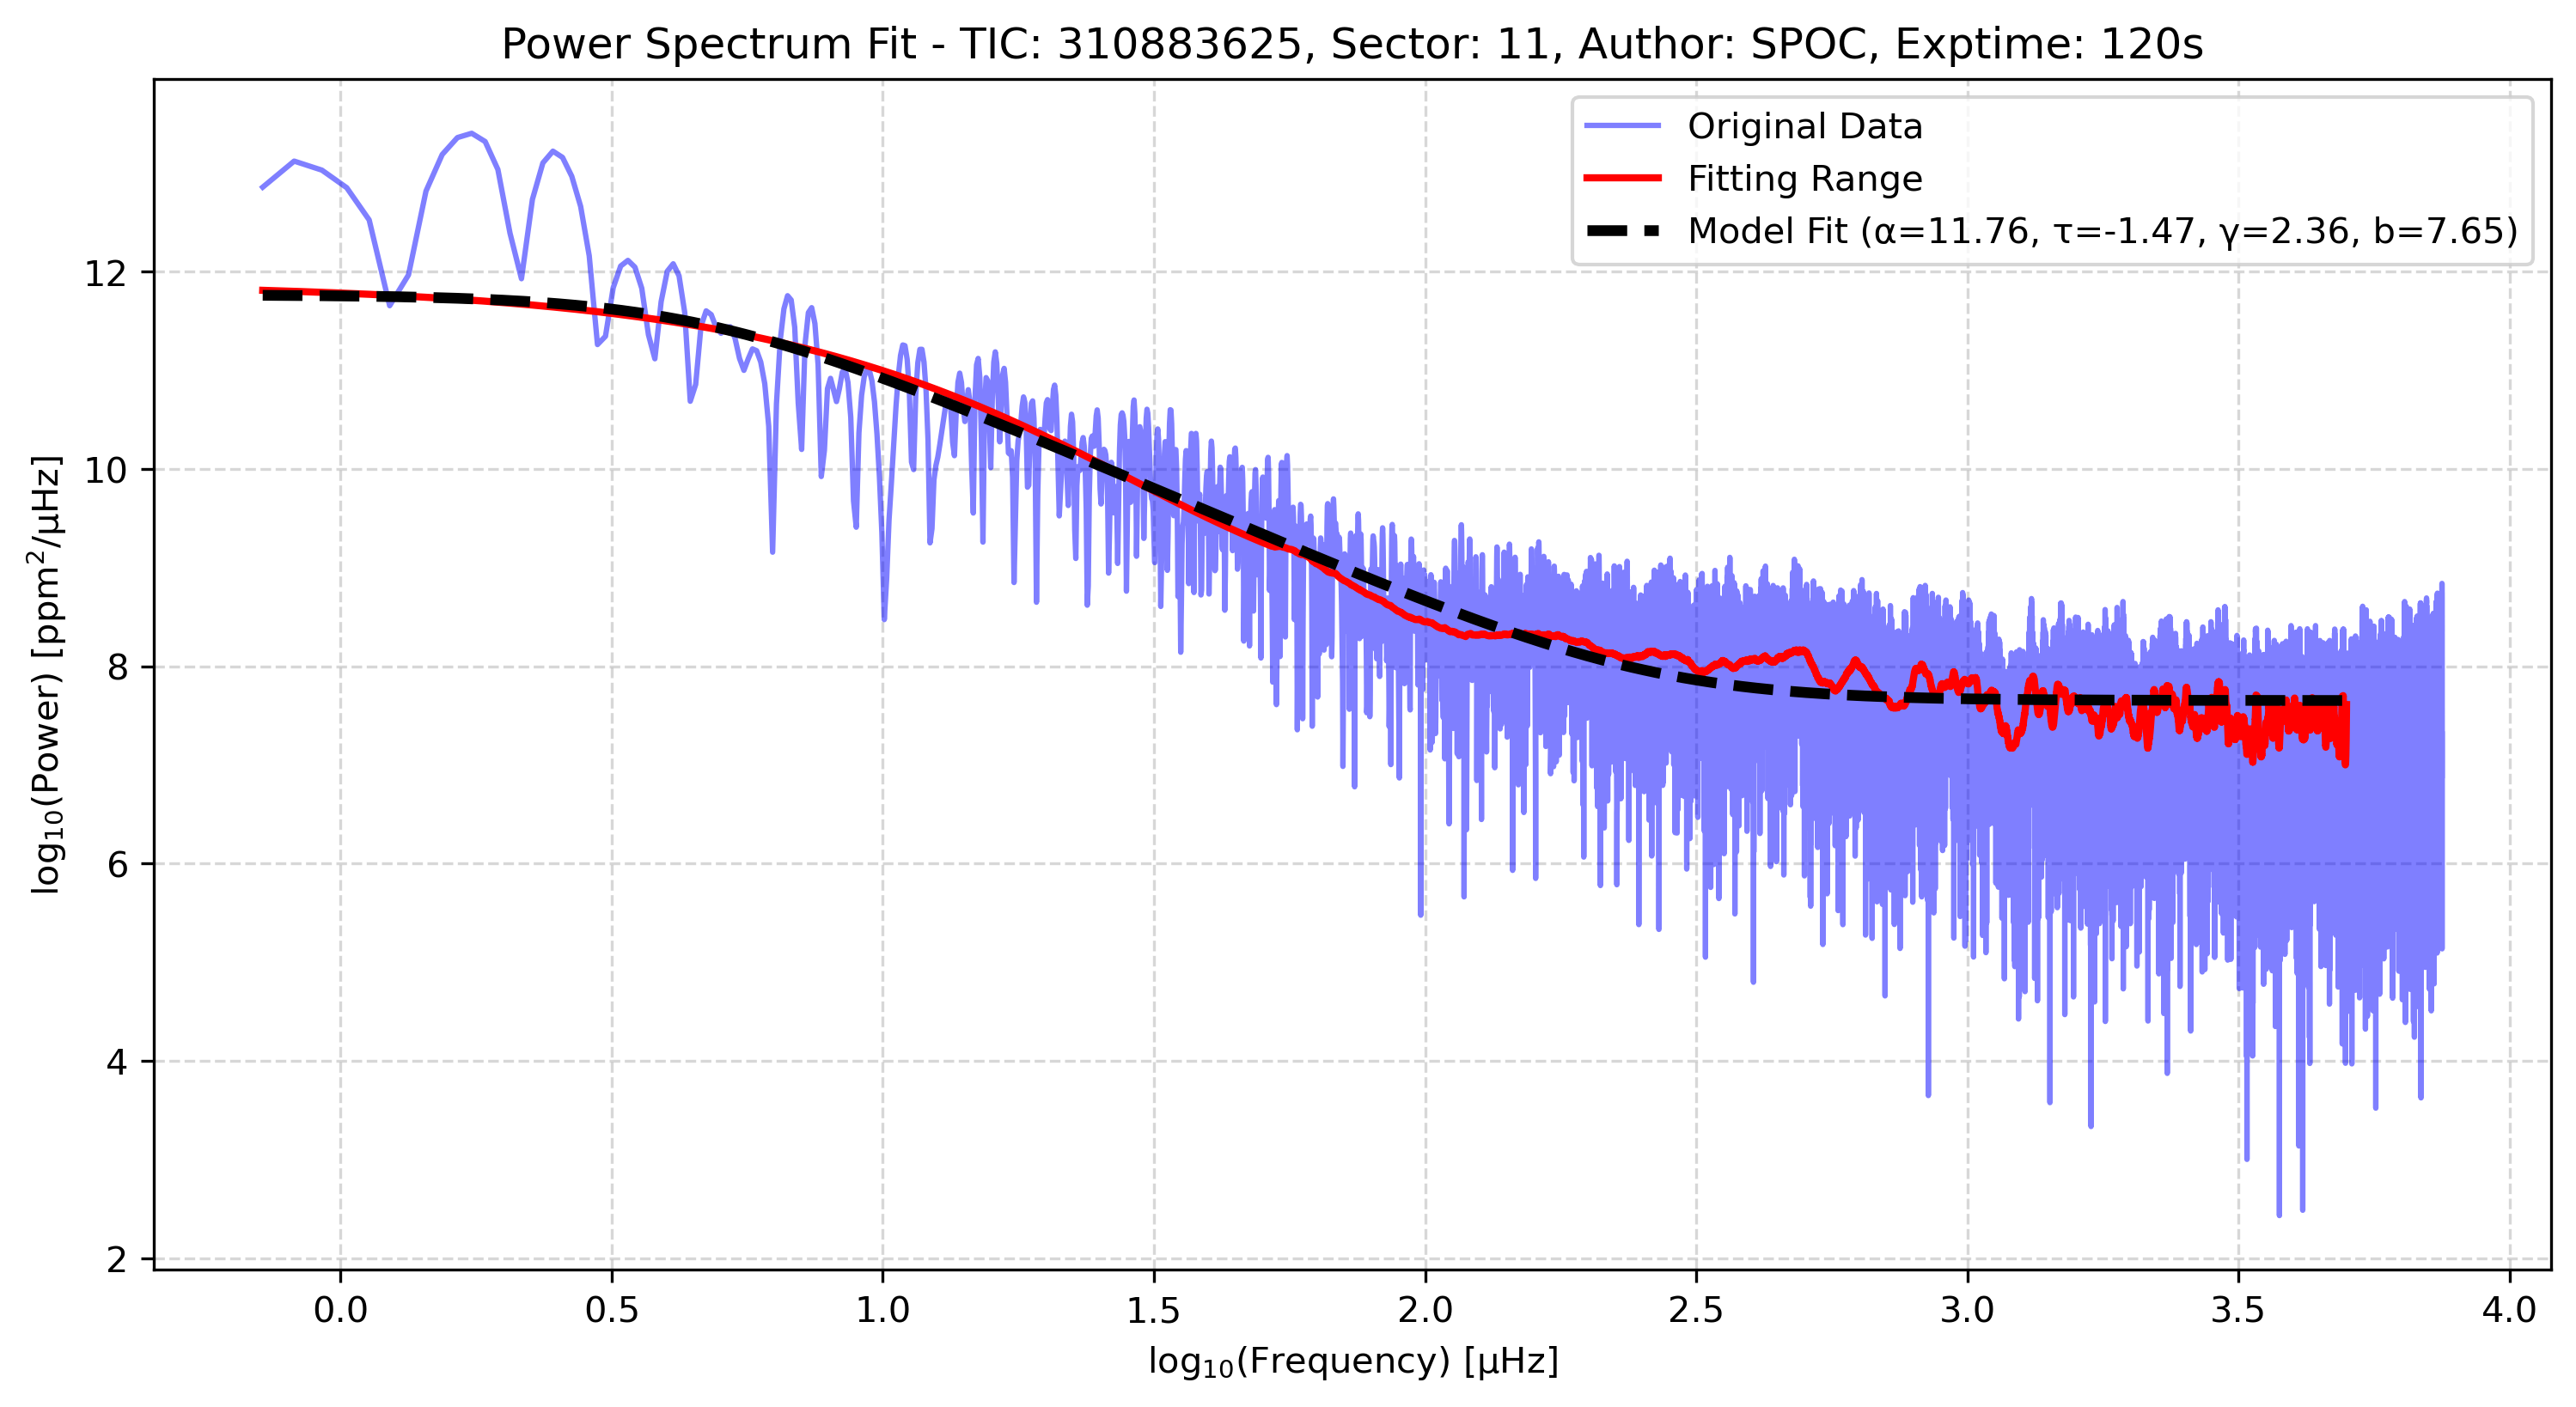 Power Spectrum Fit - TIC: 310883625, Sector: 11, Author: SPOC, Exptime: 120s
Original Data
Fitting Range
Model Fit (α=11.76, τ=-1.47, γ=2.36, b=7.65)
log₁₀(Power) [ppm²/μHz]
12
10
8
6
4
2
0.0 0.5 1.0 1.5 2.0 2.5 3.0 3.5 4.0
log₁₀(Frequency) [μHz]